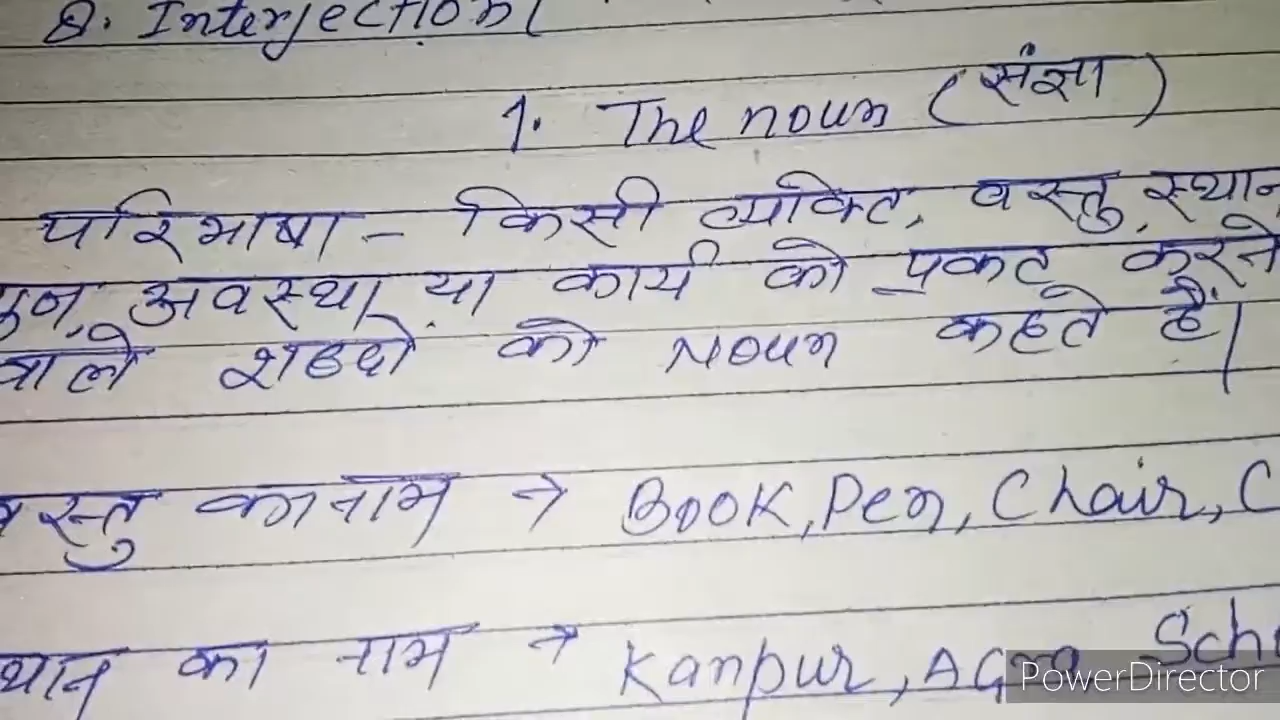 8. Interjection (
1. The noun (संज्ञा)
परिभाषा - किसी व्यक्ति, वस्तु, स्थान,
गुन, अवस्था, या कार्य को प्रकट करने
वाले शब्दो को Noun कहते हैं।
वस्तु का नाम → Book, Pen, Chair, C
स्थान का नाम → Kanpur, AGra Sch
PowerDirector